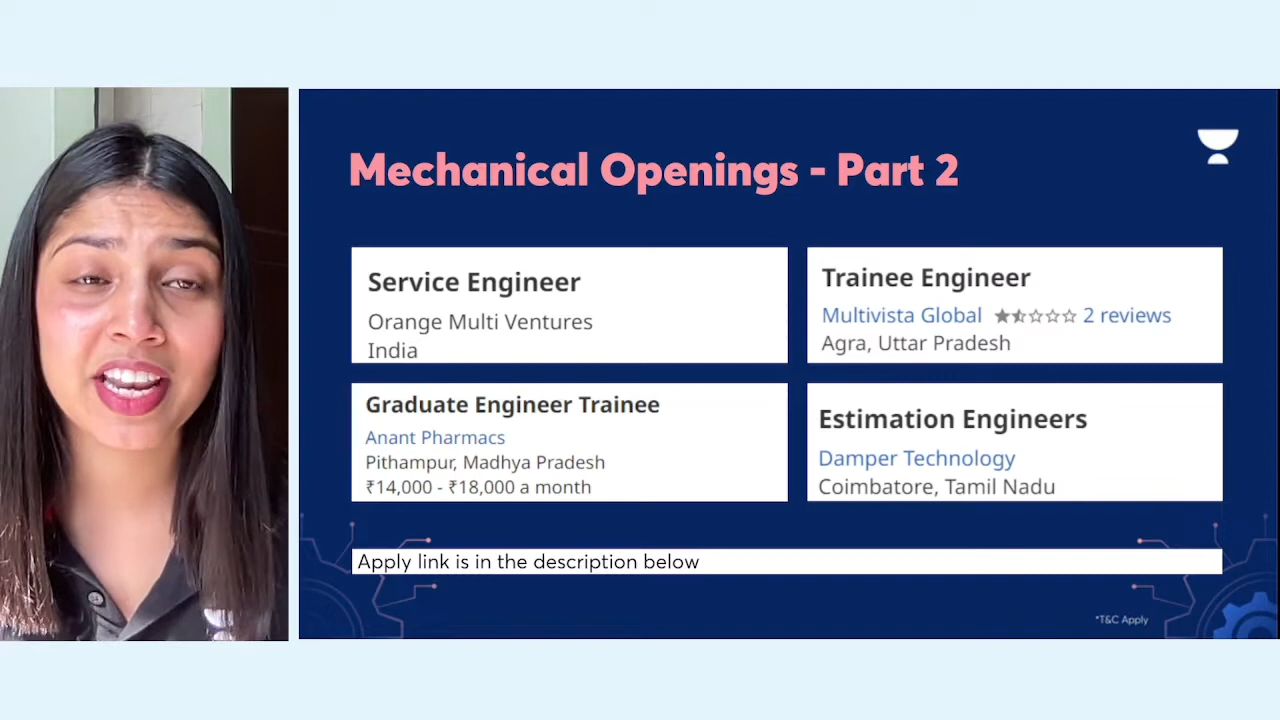 Mechanical Openings - Part 2
Service Engineer
Orange Multi Ventures
India
Trainee Engineer
Multivista Global 2 reviews
Agra, Uttar Pradesh
Graduate Engineer Trainee
Anant Pharmacs
Pithampur, Madhya Pradesh
₹14,000 - ₹18,000 a month
Estimation Engineers
Damper Technology
Coimbatore, Tamil Nadu
Apply link is in the description below
*T&C Apply